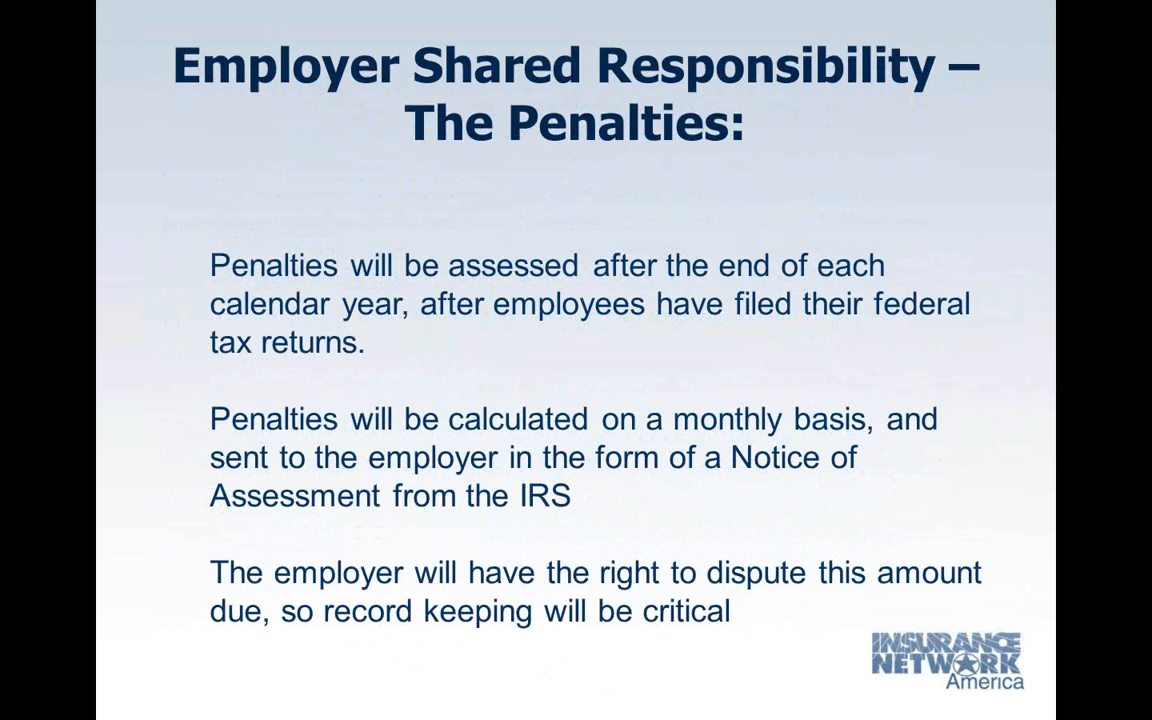 Employer Shared Responsibility –
The Penalties:
Penalties will be assessed after the end of each
calendar year, after employees have filed their federal
tax returns.
Penalties will be calculated on a monthly basis, and
sent to the employer in the form of a Notice of
Assessment from the IRS
The employer will have the right to dispute this amount
due, so record keeping will be critical
INSURANCE
NETWORK
America